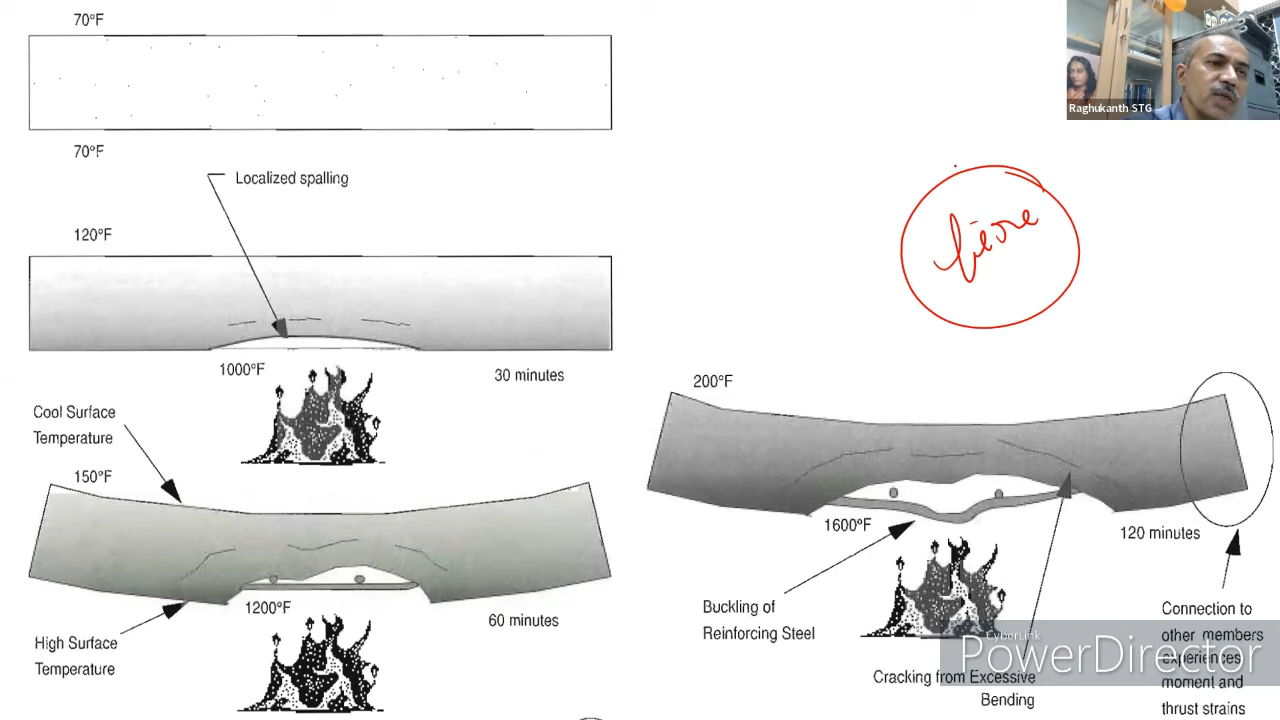 70°F
70°F
Localized spalling
120°F
1000°F
30 minutes
Cool Surface
Temperature
150°F
1200°F
60 minutes
High Surface
Temperature
Raghukanth STG
200°F
1600°F
120 minutes
Buckling of
Reinforcing Steel
Cracking from Excessive
Bending
Connection to
other members
experiences
moment and
thrust strains
CyberLink
PowerDirector